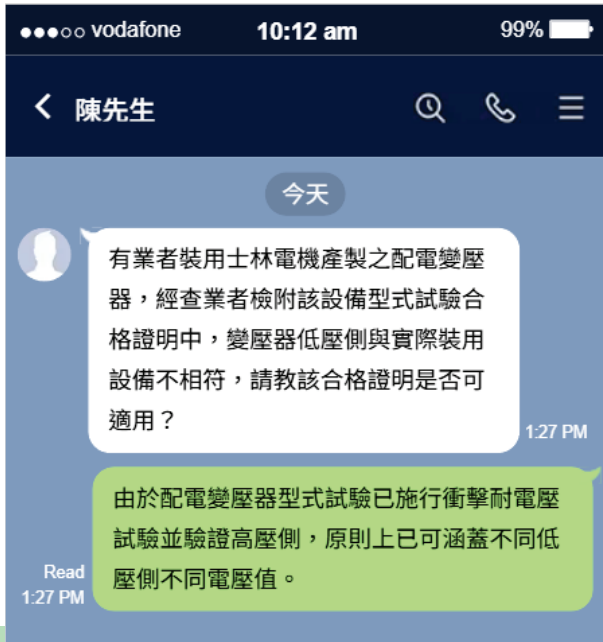 ●●●○○ vodafone 10:12 am 99%
陳先生
今天
有業者裝用士林電機產製之配電變壓
器，經查業者檢附該設備型式試驗合
格證明中，變壓器低壓側與實際裝用
設備不相符，請教該合格證明是否可
適用？
1:27 PM
由於配電變壓器型式試驗已施行衝擊耐電壓
試驗並驗證高壓側，原則上已可涵蓋不同低
壓側不同電壓值。
Read
1:27 PM